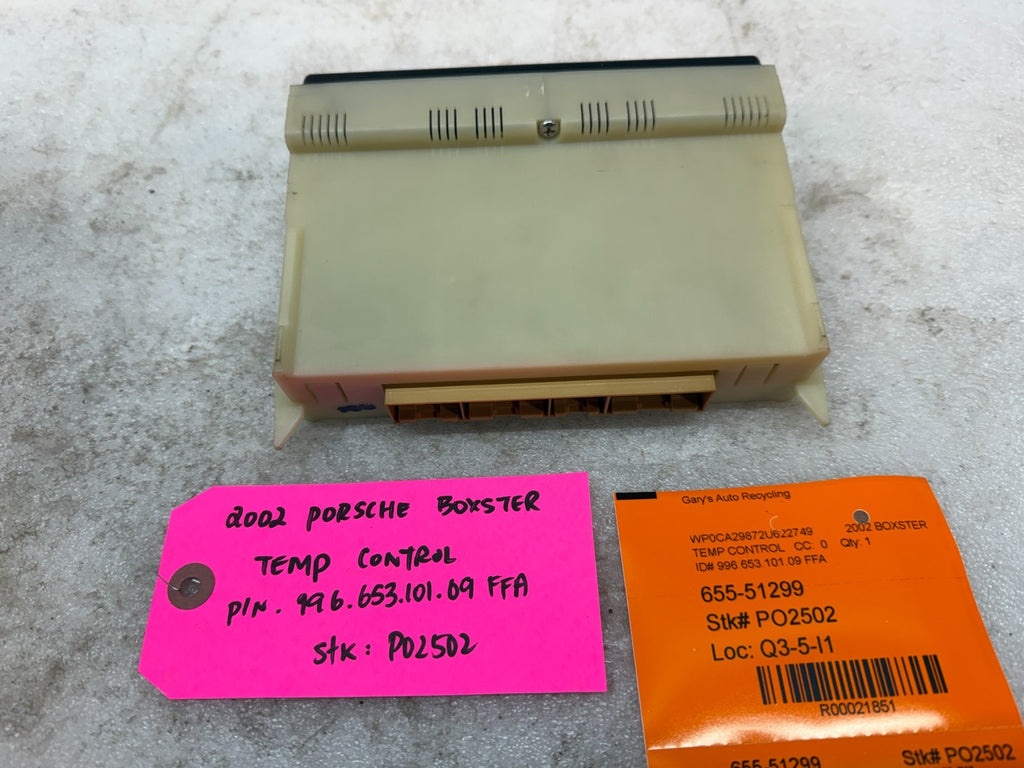 2002 PORSCHE BOXSTER
TEMP CONTROL
P/N. 996.653.101.09 FFA
Stk: PO2502
Gary's Auto Recycling
WP0CA29872U622749 2002 BOXSTER
TEMP CONTROL CC: 0 Qty: 1
ID# 996.653.101.09 FFA
655-51299
Stk# PO2502
Loc: Q3-5-I1
R00021851
655-51299 Stk# PO2502